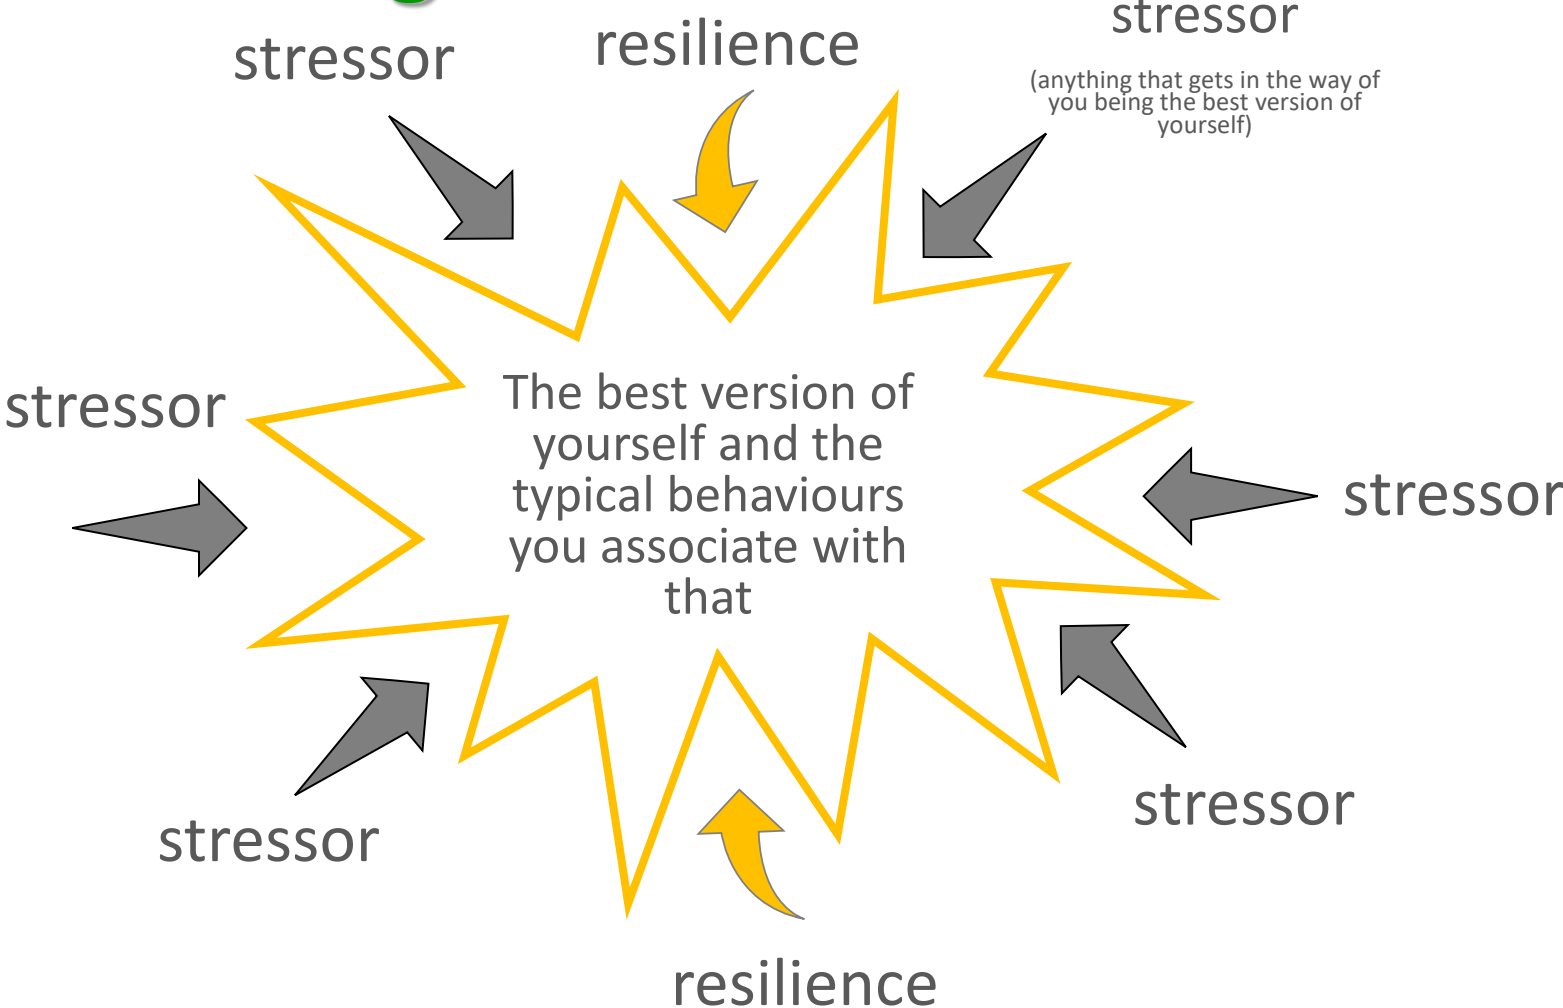 stressor
(anything that gets in the way of
you being the best version of
yourself)
resilience
stressor
stressor
The best version of
yourself and the
typical behaviours
you associate with
that
stressor
stressor
stressor
resilience